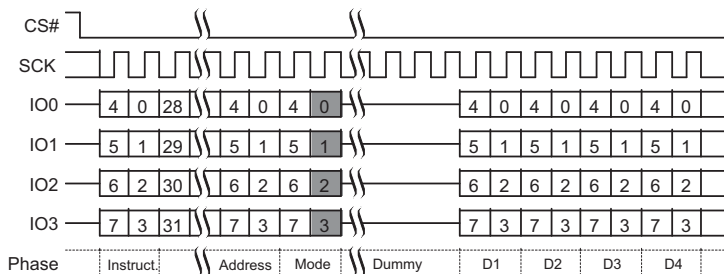 CS#
SCK
IO0 4 0 28 4 0 4 0 4 0 4 0 4 0 4 0
IO1 5 1 29 5 1 5 1 5 1 5 1 5 1 5 1
IO2 6 2 30 6 2 6 2 6 2 6 2 6 2 6 2
IO3 7 3 31 7 3 7 3 7 3 7 3 7 3 7 3
Phase Instruct. Address Mode Dummy D1 D2 D3 D4